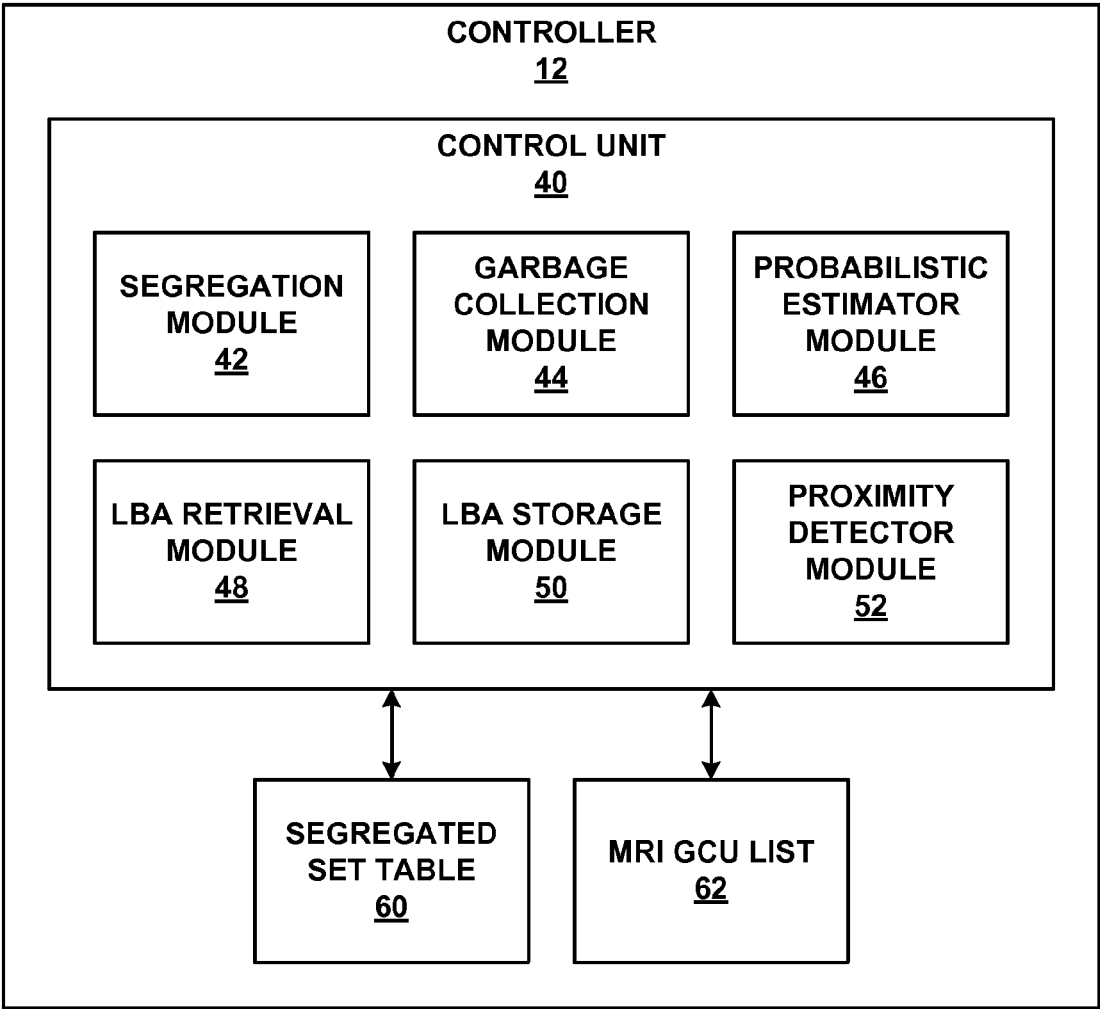 CONTROLLER
12
CONTROL UNIT
40
SEGREGATION
MODULE
42
GARBAGE
COLLECTION
MODULE
44
PROBABILISTIC
ESTIMATOR
MODULE
46
LBA RETRIEVAL
MODULE
48
LBA STORAGE
MODULE
50
PROXIMITY
DETECTOR
MODULE
52
SEGREGATED
SET TABLE
60
MRI GCU LIST
62